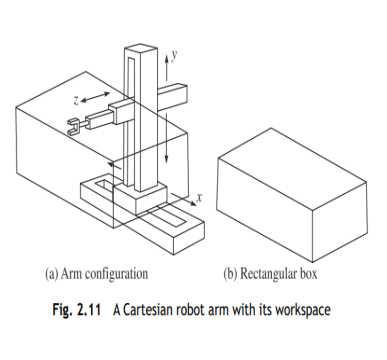 y
z
x
(a) Arm configuration
(b) Rectangular box
Fig. 2.11 A Cartesian robot arm with its workspace